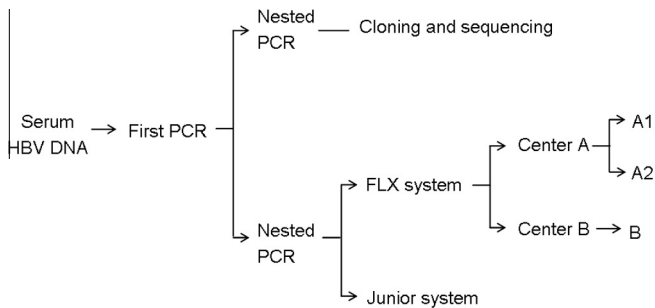 Nested
PCR
Cloning and sequencing
Serum
HBV DNA
First PCR
A1
Center A
A2
FLX system
Nested
PCR
Center B
B
Junior system